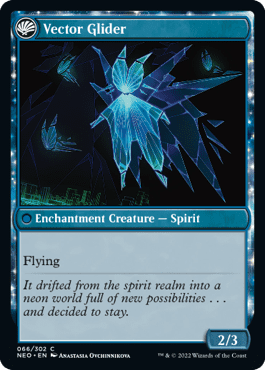 Vector Glider
Enchantment Creature — Spirit
Flying
It drifted from the spirit realm into a
neon world full of new possibilities . . .
and decided to stay.
2/3
066/302 C
NEO • EN Anastasia Ovchinnikova
™ & © 2022 Wizards of the Coast